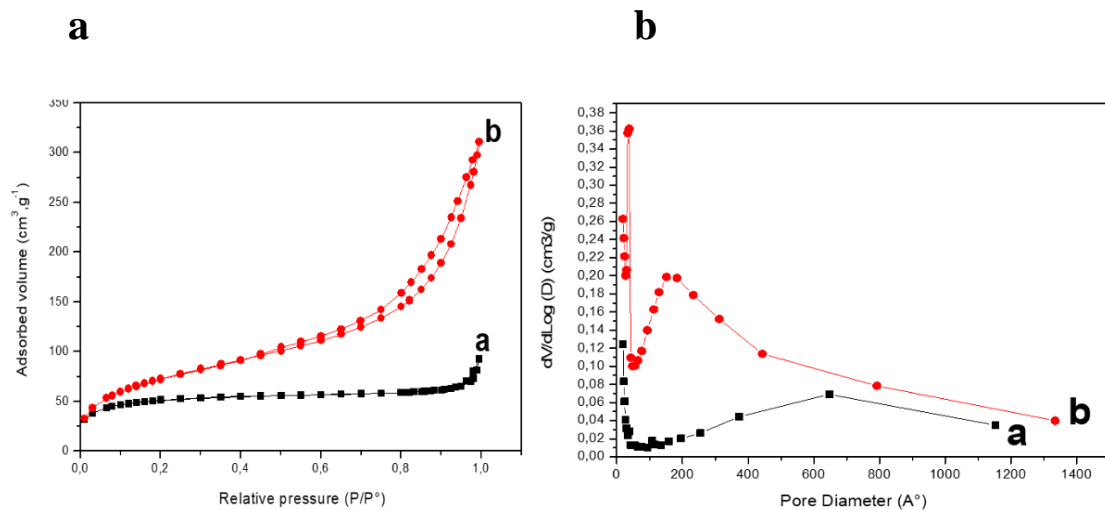 a
b
350
300
250
200
150
100
50
0
0,0 0,2 0,4 0,6 0,8 1,0
Adsorbed volume (cm³,g⁻¹)
Relative pressure (P/P°)
b
a
0,38
0,36
0,34
0,32
0,30
0,28
0,26
0,24
0,22
0,20
0,18
0,16
0,14
0,12
0,10
0,08
0,06
0,04
0,02
0,00
0 200 400 600 800 1000 1200 1400
dV/dLog (D) (cm3/g)
Pore Diameter (A°)
a
b